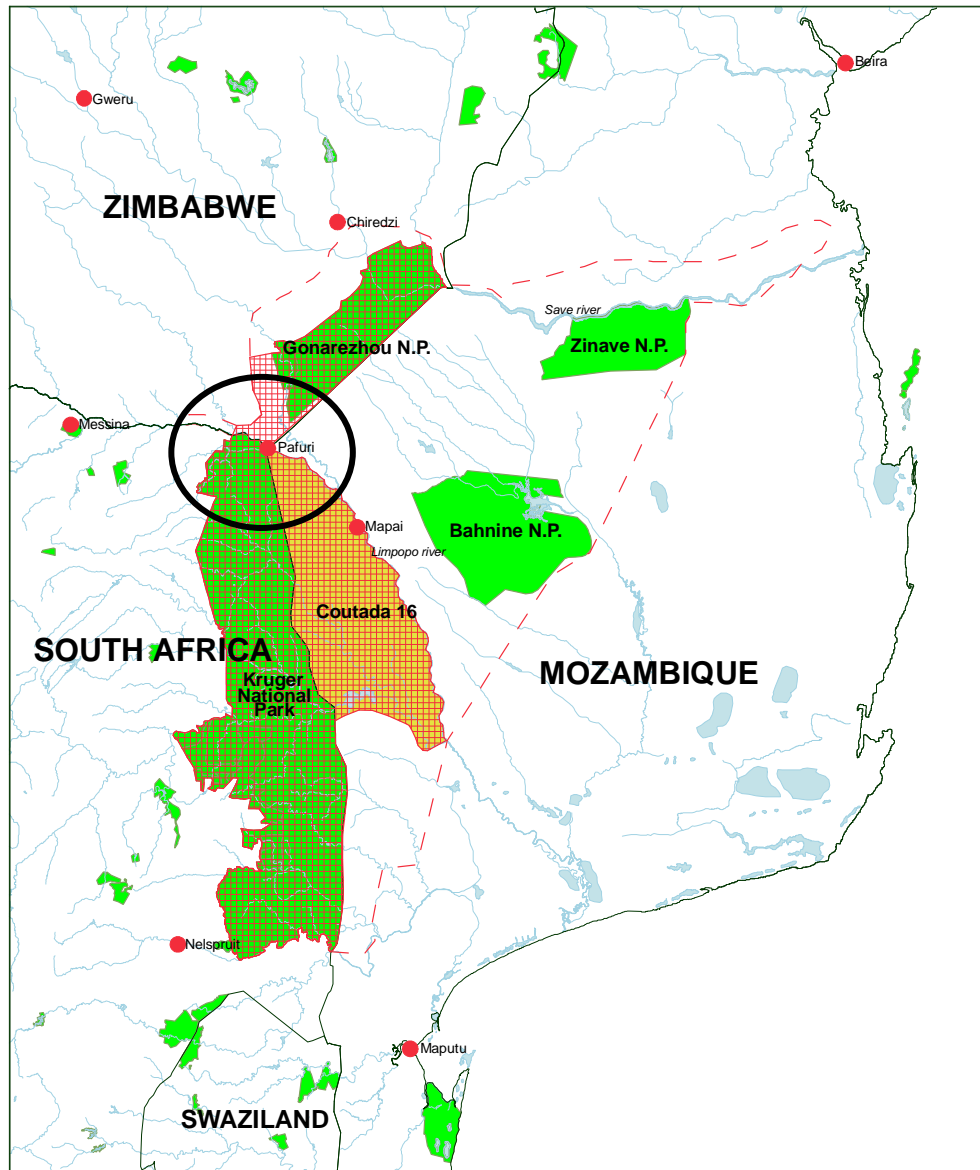 Beira
Gweru
ZIMBABWE
Chiredzi
Save river
Gonarezhou N.P.
Zinave N.P.
Messina
Pafuri
Mapai
Bahnine N.P.
Limpopo river
Coutada 16
SOUTH AFRICA
MOZAMBIQUE
Kruger
National
Park
Nelspruit
Maputu
SWAZILAND